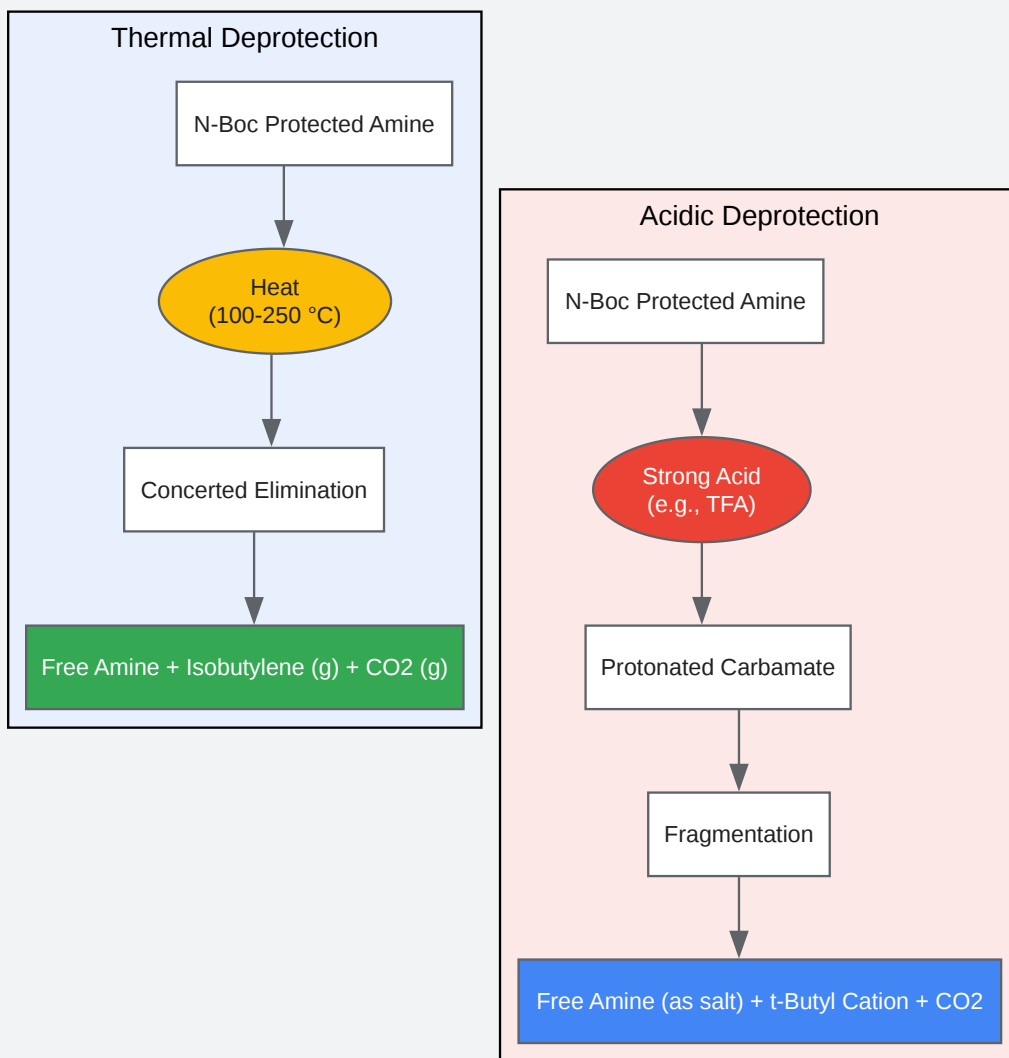 Thermal Deprotection
N-Boc Protected Amine
Heat
(100-250 °C)
Concerted Elimination
Free Amine + Isobutylene (g) + CO2 (g)
Acidic Deprotection
N-Boc Protected Amine
Strong Acid
(e.g., TFA)
Protonated Carbamate
Fragmentation
Free Amine (as salt) + t-Butyl Cation + CO2